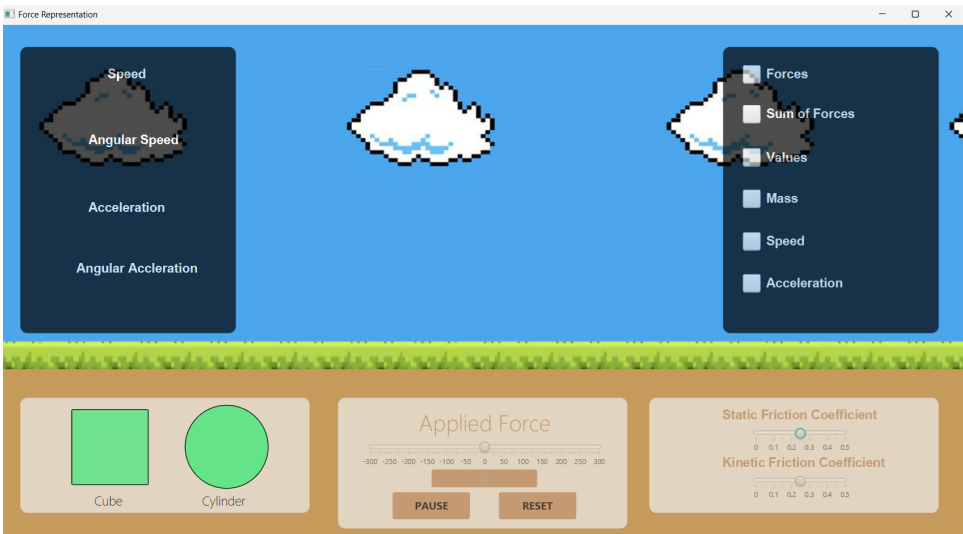 Force Representation
Speed
Angular Speed
Acceleration
Angular Accleration
Forces
Sum of Forces
Values
Mass
Speed
Acceleration
Cube
Cylinder
Applied Force
-300 -250 -200 -150 -100 -50 0 50 100 150 200 250 300
PAUSE
RESET
Static Friction Coefficient
0 0.1 0.2 0.3 0.4 0.5
Kinetic Friction Coefficient
0 0.1 0.2 0.3 0.4 0.5